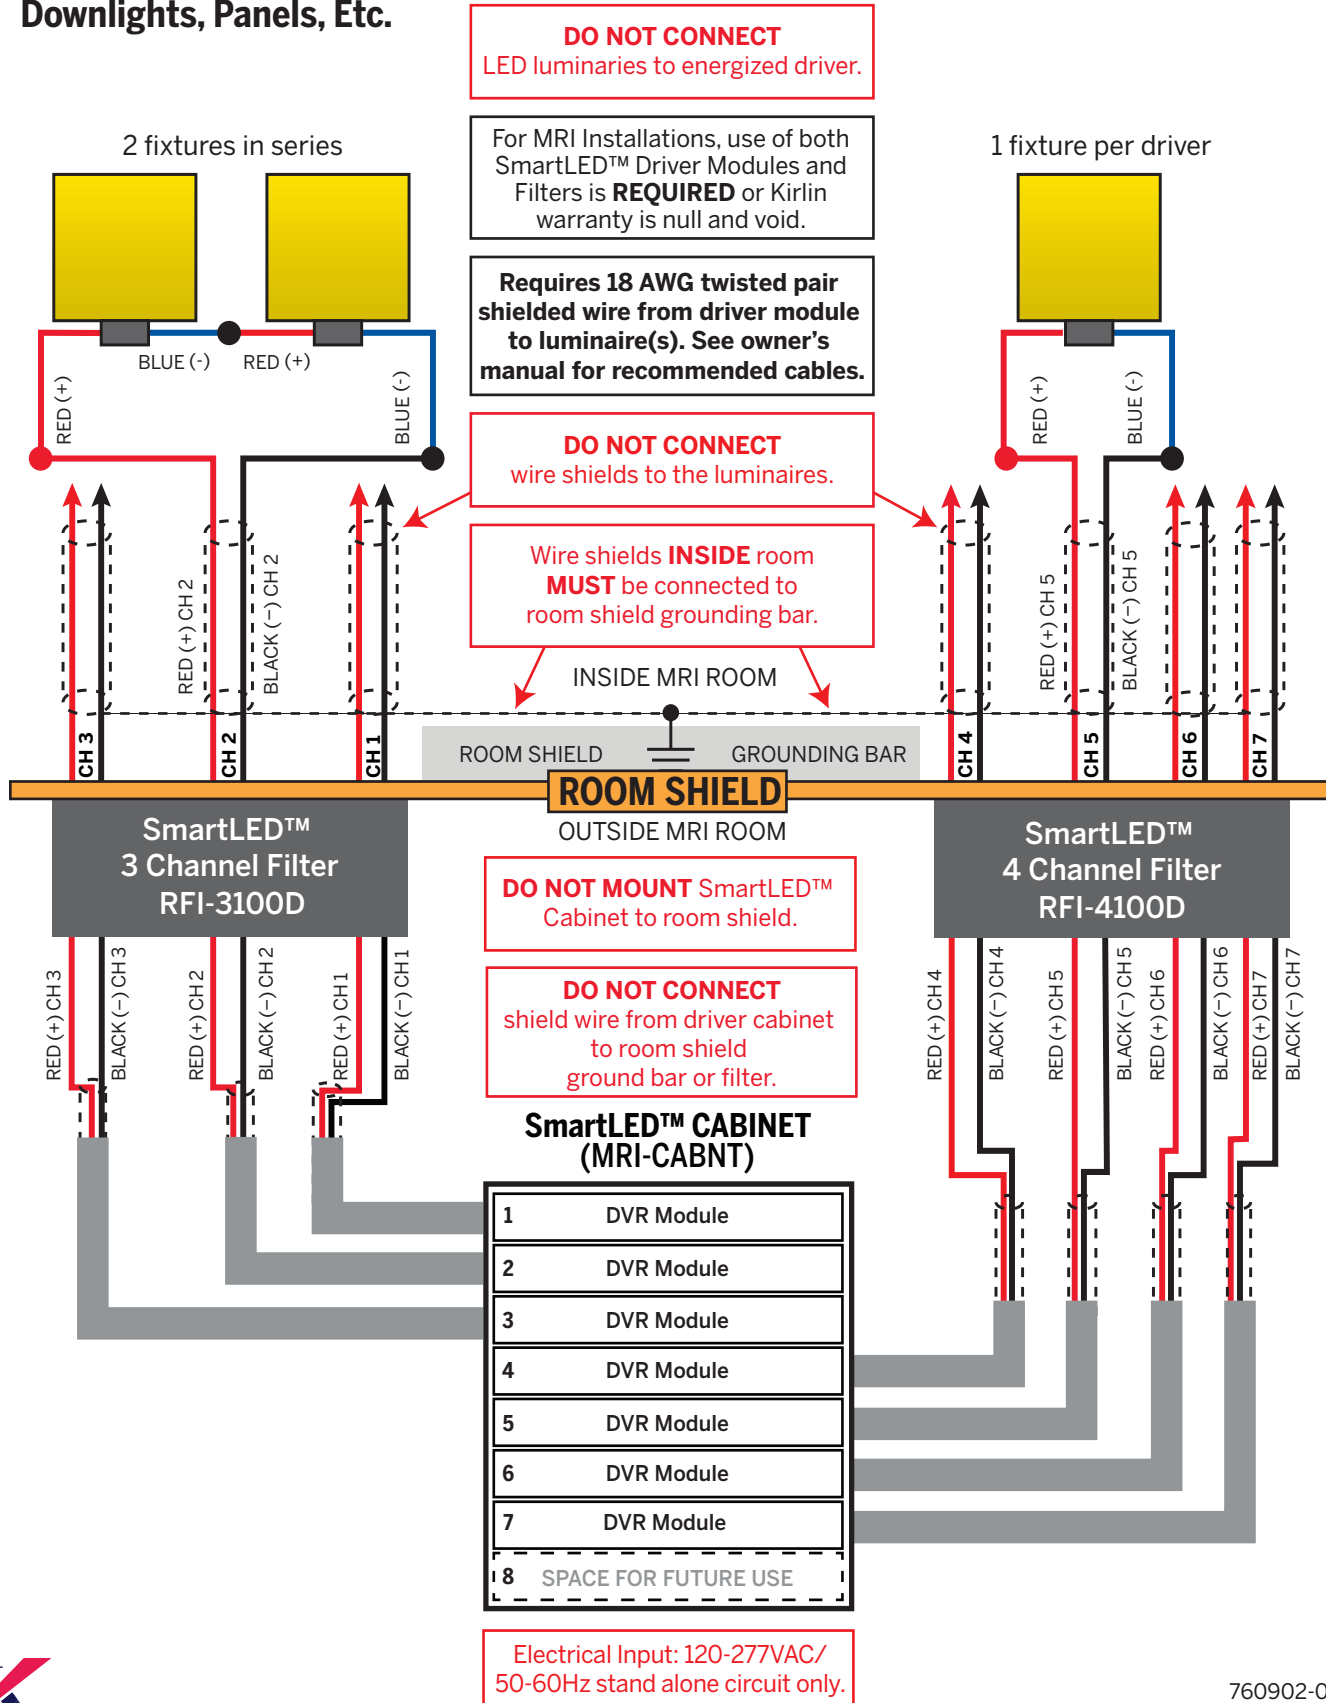 Downlights, Panels, Etc.
DO NOT CONNECT
LED luminaries to energized driver.
For MRI Installations, use of both
SmartLED™ Driver Modules and
Filters is REQUIRED or Kirlin
warranty is null and void.
Requires 18 AWG twisted pair
shielded wire from driver module
to luminaire(s). See owner's
manual for recommended cables.
DO NOT CONNECT
wire shields to the luminaires.
Wire shields INSIDE room
MUST be connected to
room shield grounding bar.
2 fixtures in series
BLUE (-)
RED (+)
RED (+)
BLUE (-)
1 fixture per driver
RED (+)
BLUE (-)
RED (+) CH 2
BLACK (−) CH 2
RED (+) CH 5
BLACK (−) CH 5
INSIDE MRI ROOM
CH 3
CH 2
CH 1
ROOM SHIELD
GROUNDING BAR
CH 4
CH 5
CH 6
CH 7
ROOM SHIELD
OUTSIDE MRI ROOM
SmartLED™
3 Channel Filter
RFI-3100D
SmartLED™
4 Channel Filter
RFI-4100D
DO NOT MOUNT SmartLED™
Cabinet to room shield.
DO NOT CONNECT
shield wire from driver cabinet
to room shield
ground bar or filter.
RED (+) CH 3
BLACK (−) CH 3
RED (+) CH 2
BLACK (−) CH 2
RED (+) CH 1
BLACK (−) CH 1
RED (+) CH 4
BLACK (−) CH 4
RED (+) CH 5
BLACK (−) CH 5
RED (+) CH 6
BLACK (−) CH 6
RED (+) CH 7
BLACK (−) CH 7
SmartLED™ CABINET
(MRI-CABNT)
1 DVR Module
2 DVR Module
3 DVR Module
4 DVR Module
5 DVR Module
6 DVR Module
7 DVR Module
8 SPACE FOR FUTURE USE
Electrical Input: 120-277VAC/
50-60Hz stand alone circuit only.
760902-0